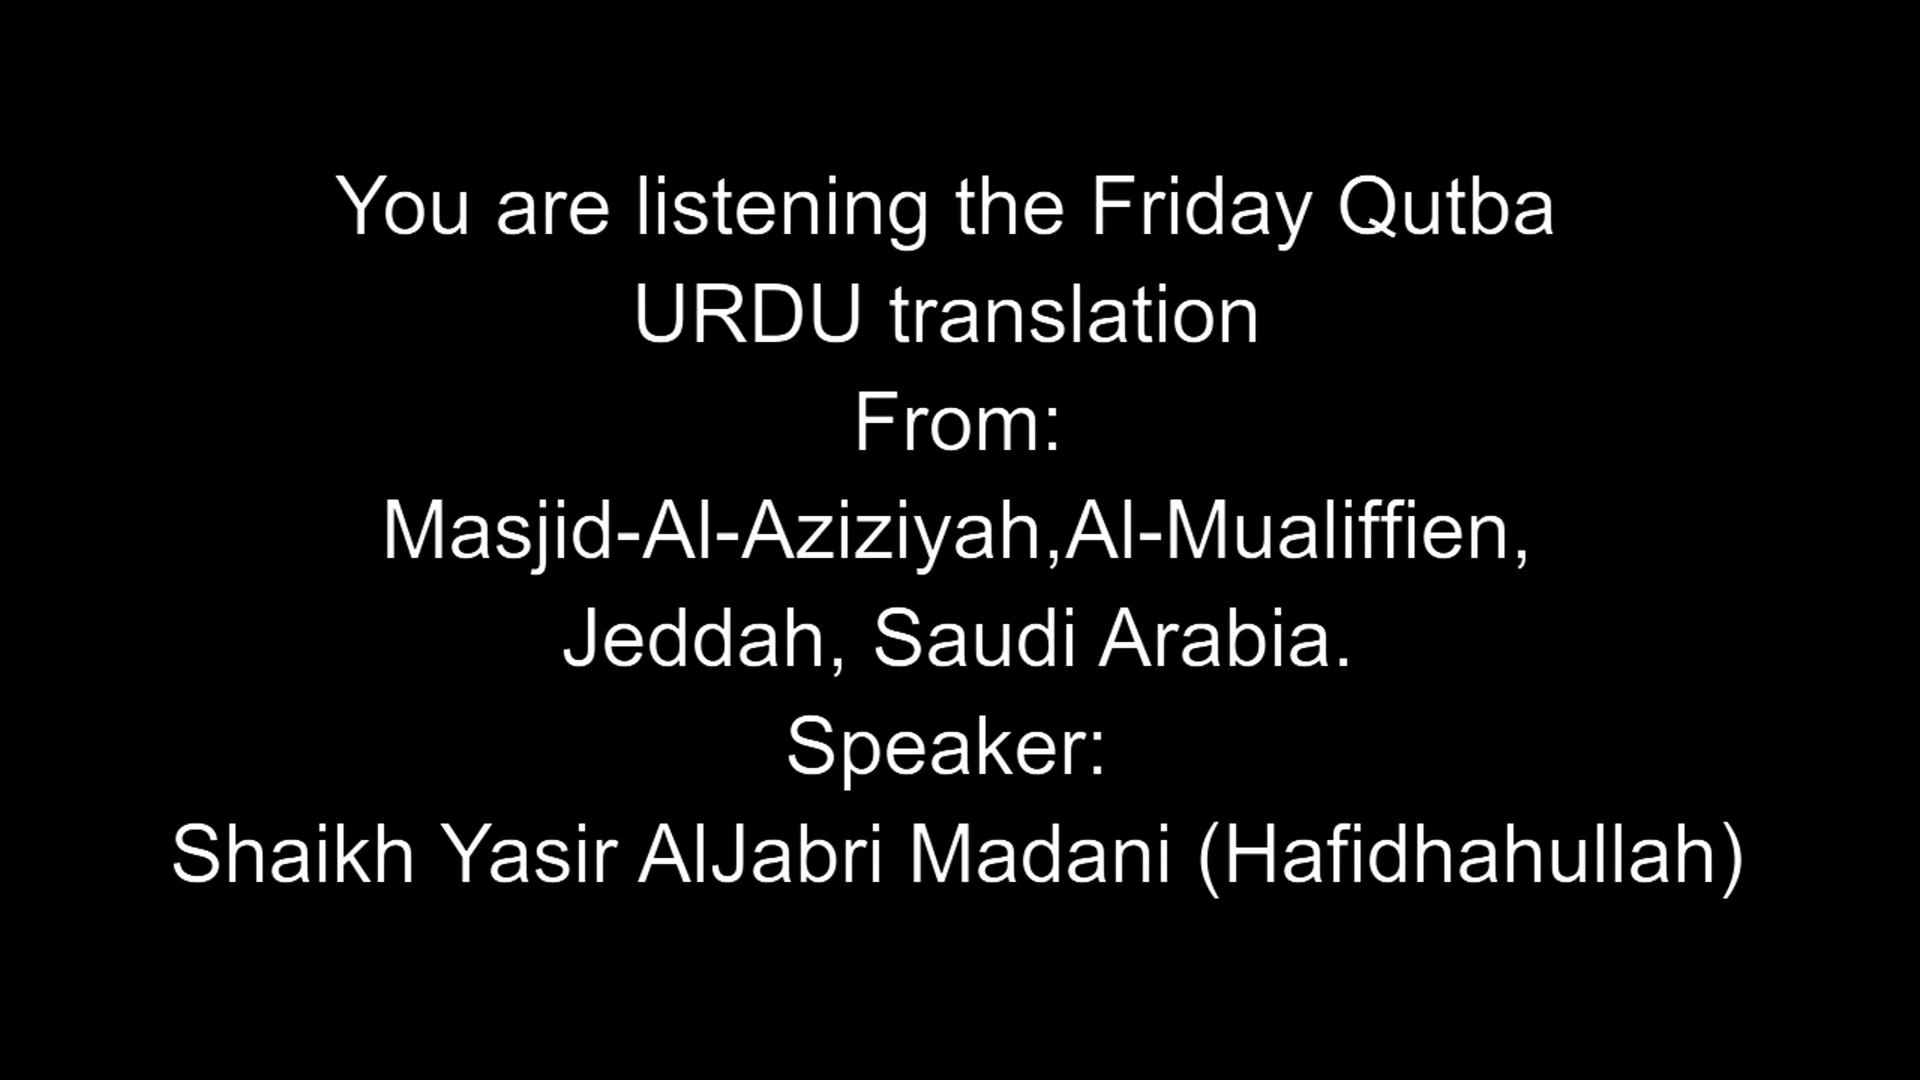 You are listening the Friday Qutba
URDU translation
From:
Masjid-Al-Aziziyah,Al-Mualiffien,
Jeddah, Saudi Arabia.
Speaker:
Shaikh Yasir AlJabri Madani (Hafidhahullah)